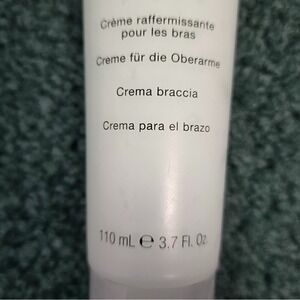 Crème raffermissante
pour les bras
Creme für die Oberarme
Crema braccia
Crema para el brazo
110 mL e 3.7 Fl. Oz.